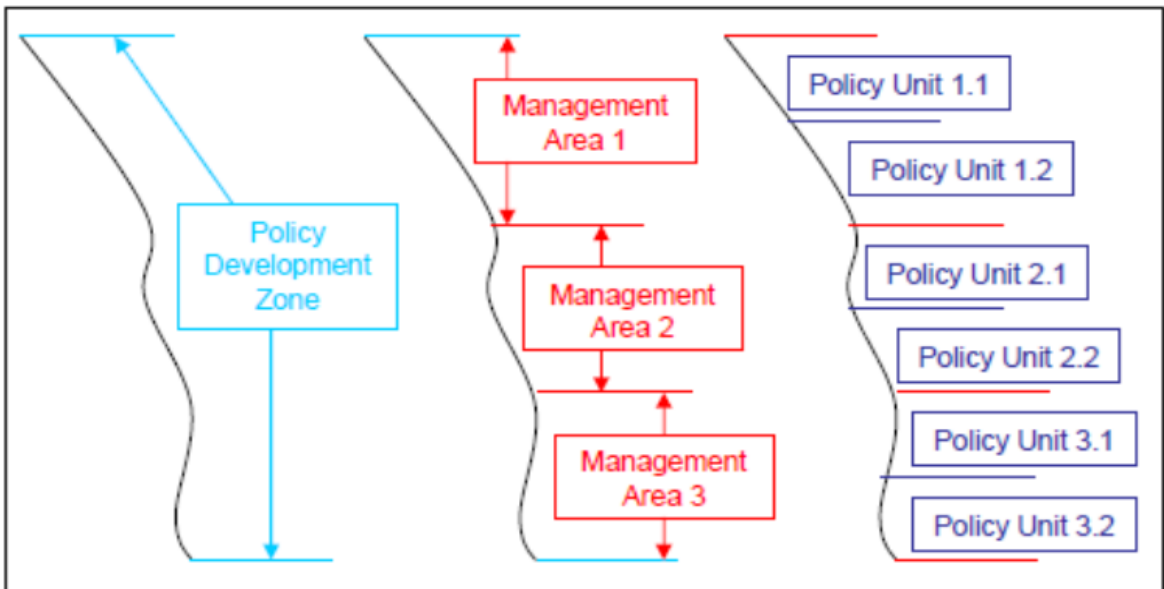 Policy
Development
Zone
Management
Area 1
Management
Area 2
Management
Area 3
Policy Unit 1.1
Policy Unit 1.2
Policy Unit 2.1
Policy Unit 2.2
Policy Unit 3.1
Policy Unit 3.2